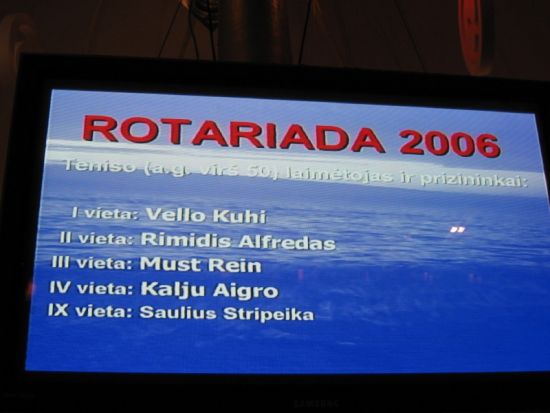 ROTARIADA 2006
Teniso (a.g. virš 50) laimėtojas ir prizininkai:
I vieta: Vello Kuhi
II vieta: Rimidis Alfredas
III vieta: Must Rein
IV vieta: Kalju Aigro
IX vieta: Saulius Stripeika
SAMSUNG